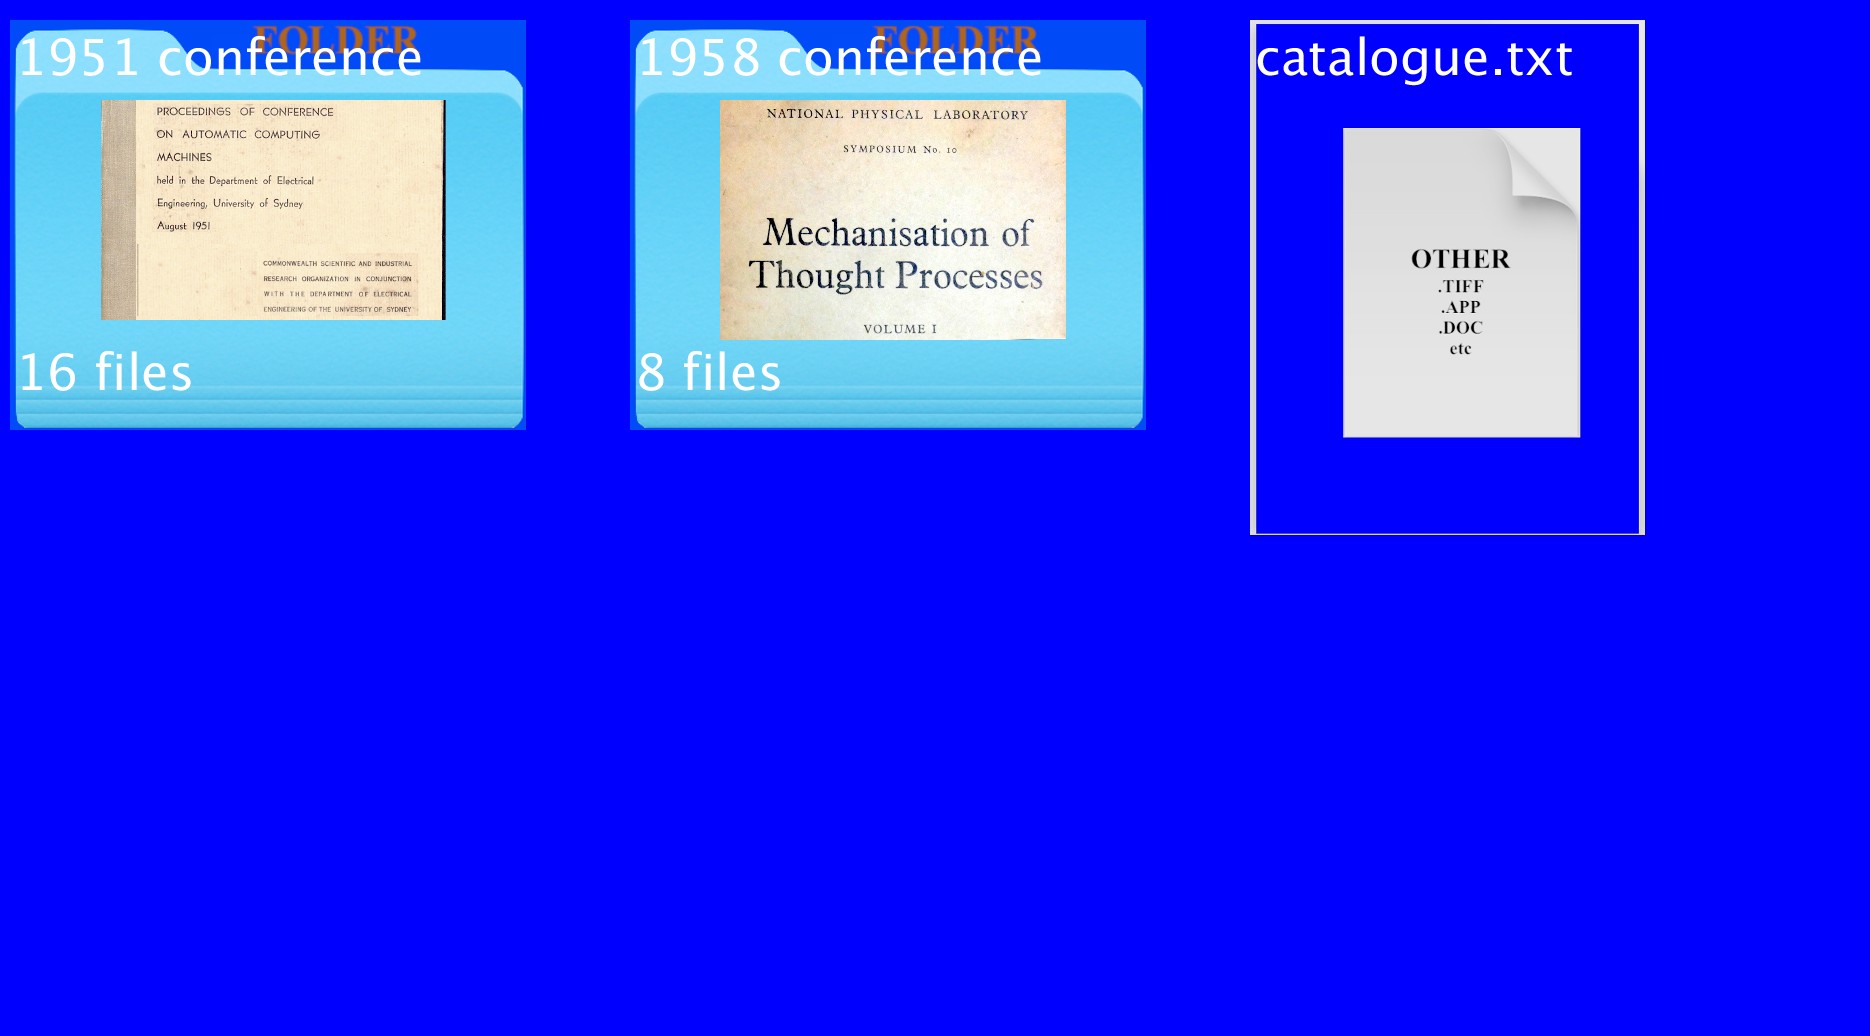 FOLDER
1951 conference
PROCEEDINGS OF CONFERENCE
ON AUTOMATIC COMPUTING
MACHINES
held in the Department of Electrical
Engineering, University of Sydney
August 1951
COMMONWEALTH SCIENTIFIC AND INDUSTRIAL
RESEARCH ORGANIZATION IN CONJUNCTION
WITH THE DEPARTMENT OF ELECTRICAL
ENGINEERING OF THE UNIVERSITY OF SYDNEY
16 files
FOLDER
1958 conference
NATIONAL PHYSICAL LABORATORY
SYMPOSIUM No. 10
Mechanisation of
Thought Processes
VOLUME I
8 files
catalogue.txt
OTHER
.TIFF
.APP
.DOC
etc